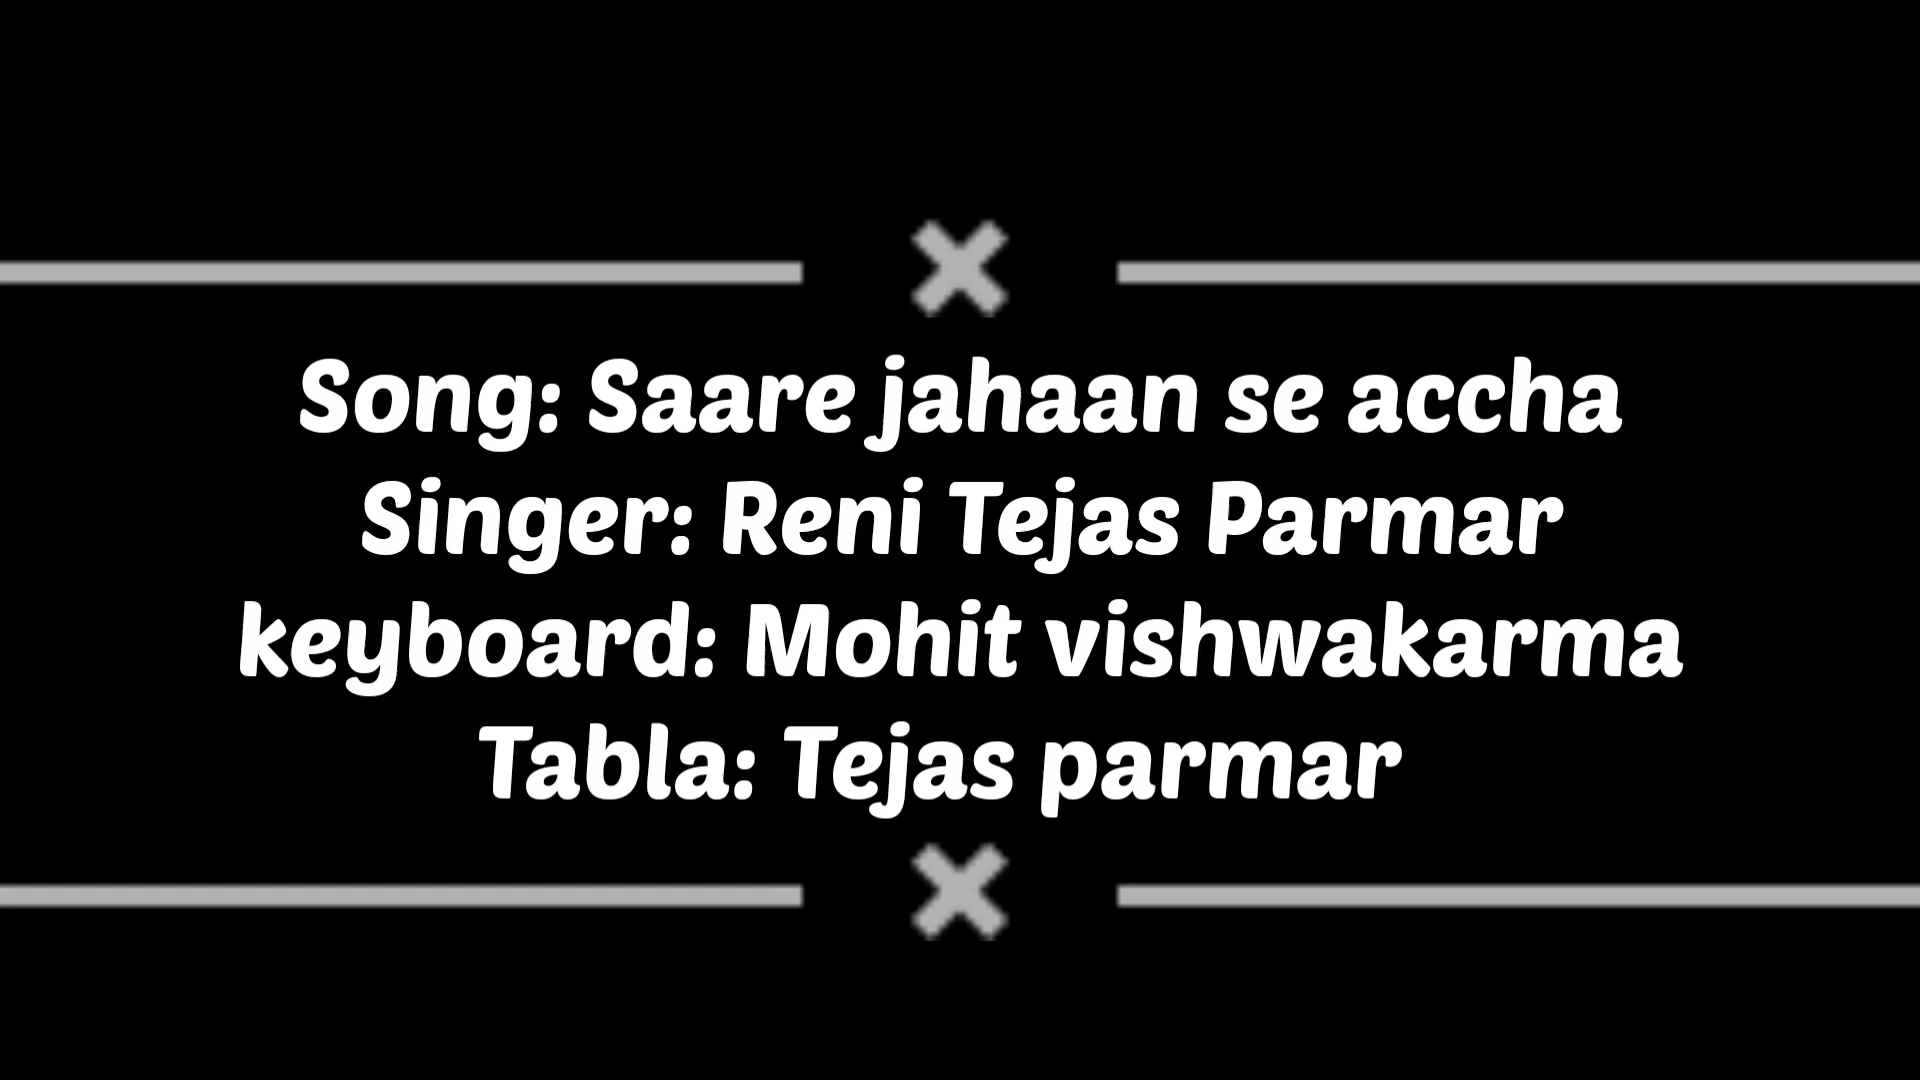 Song: Saare jahaan se accha
Singer: Reni Tejas Parmar
keyboard: Mohit vishwakarma
Tabla: Tejas parmar